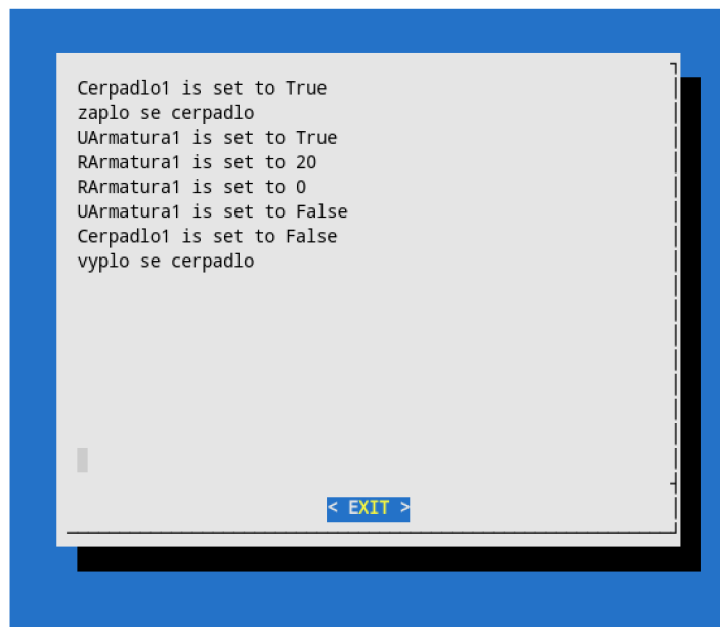 Cerpadlo1 is set to True
zaplo se cerpadlo
UArmatura1 is set to True
RArmatura1 is set to 20
RArmatura1 is set to 0
UArmatura1 is set to False
Cerpadlo1 is set to False
vyplo se cerpadlo
< EXIT >